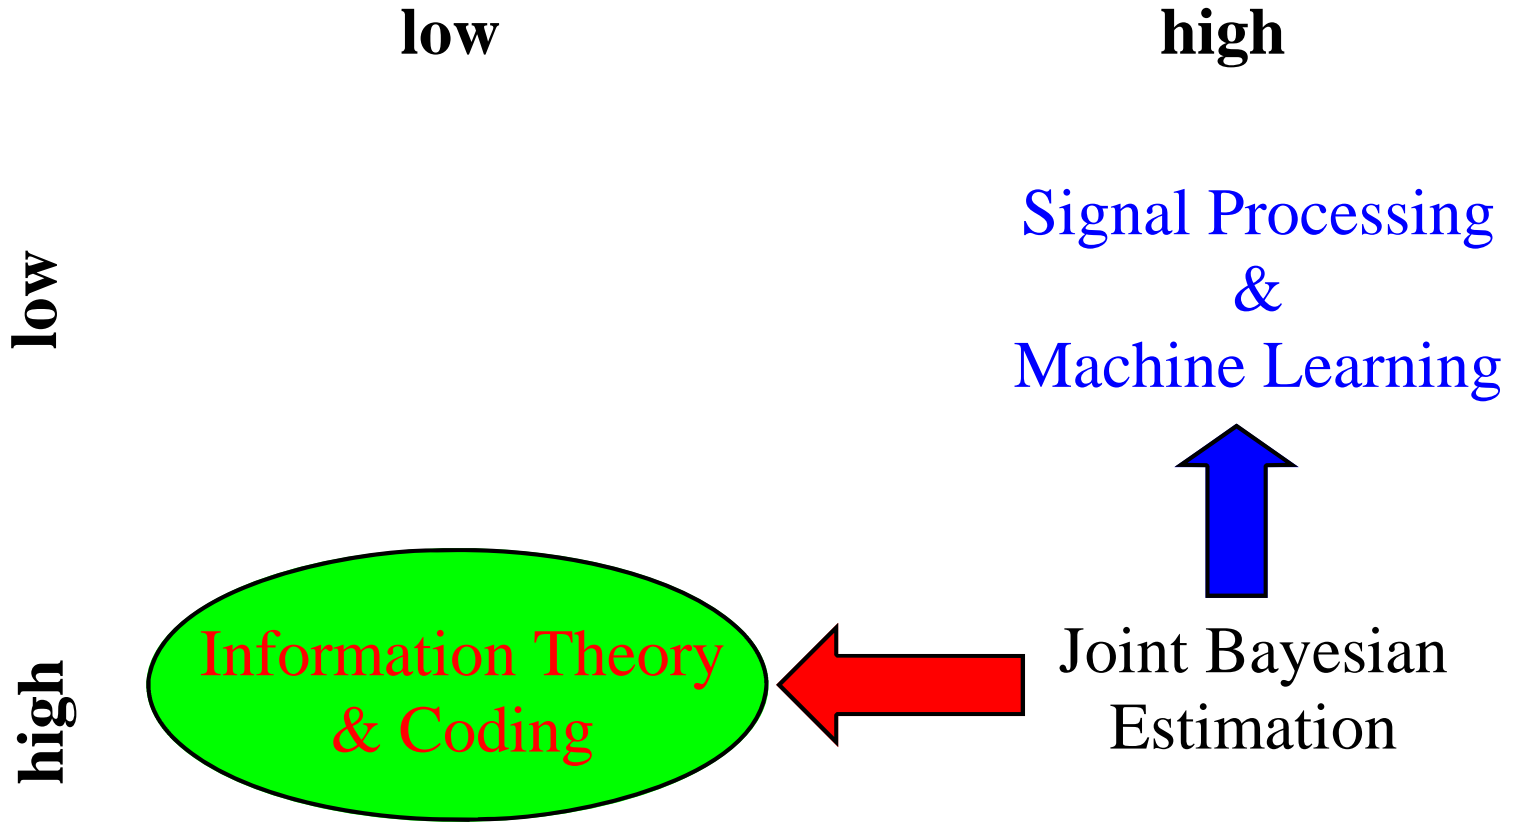 low
high
low
Signal Processing
&
Machine Learning
high
Information Theory
& Coding
Joint Bayesian
Estimation